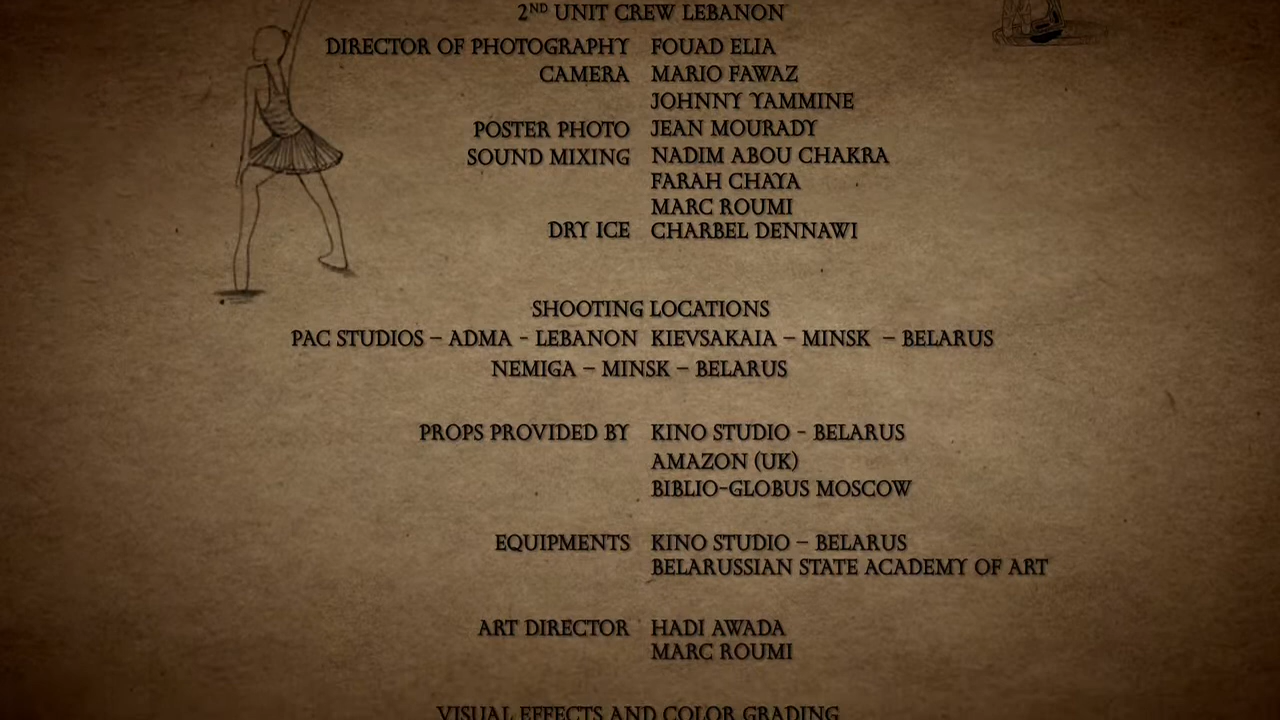 2ND UNIT CREW LEBANON
DIRECTOR OF PHOTOGRAPHY FOUAD ELIA
CAMERA MARIO FAWAZ
JOHNNY YAMMINE
POSTER PHOTO JEAN MOURADY
SOUND MIXING NADIM ABOU CHAKRA
FARAH CHAYA
MARC ROUMI
DRY ICE CHARBEL DENNAWI
SHOOTING LOCATIONS
PAC STUDIOS – ADMA - LEBANON KIEVSAKAIA – MINSK – BELARUS
NEMIGA – MINSK – BELARUS
PROPS PROVIDED BY KINO STUDIO - BELARUS
AMAZON (UK)
BIBLIO-GLOBUS MOSCOW
EQUIPMENTS KINO STUDIO – BELARUS
BELARUSSIAN STATE ACADEMY OF ART
ART DIRECTOR HADI AWADA
MARC ROUMI
VISUAL EFFECTS AND COLOR GRADING